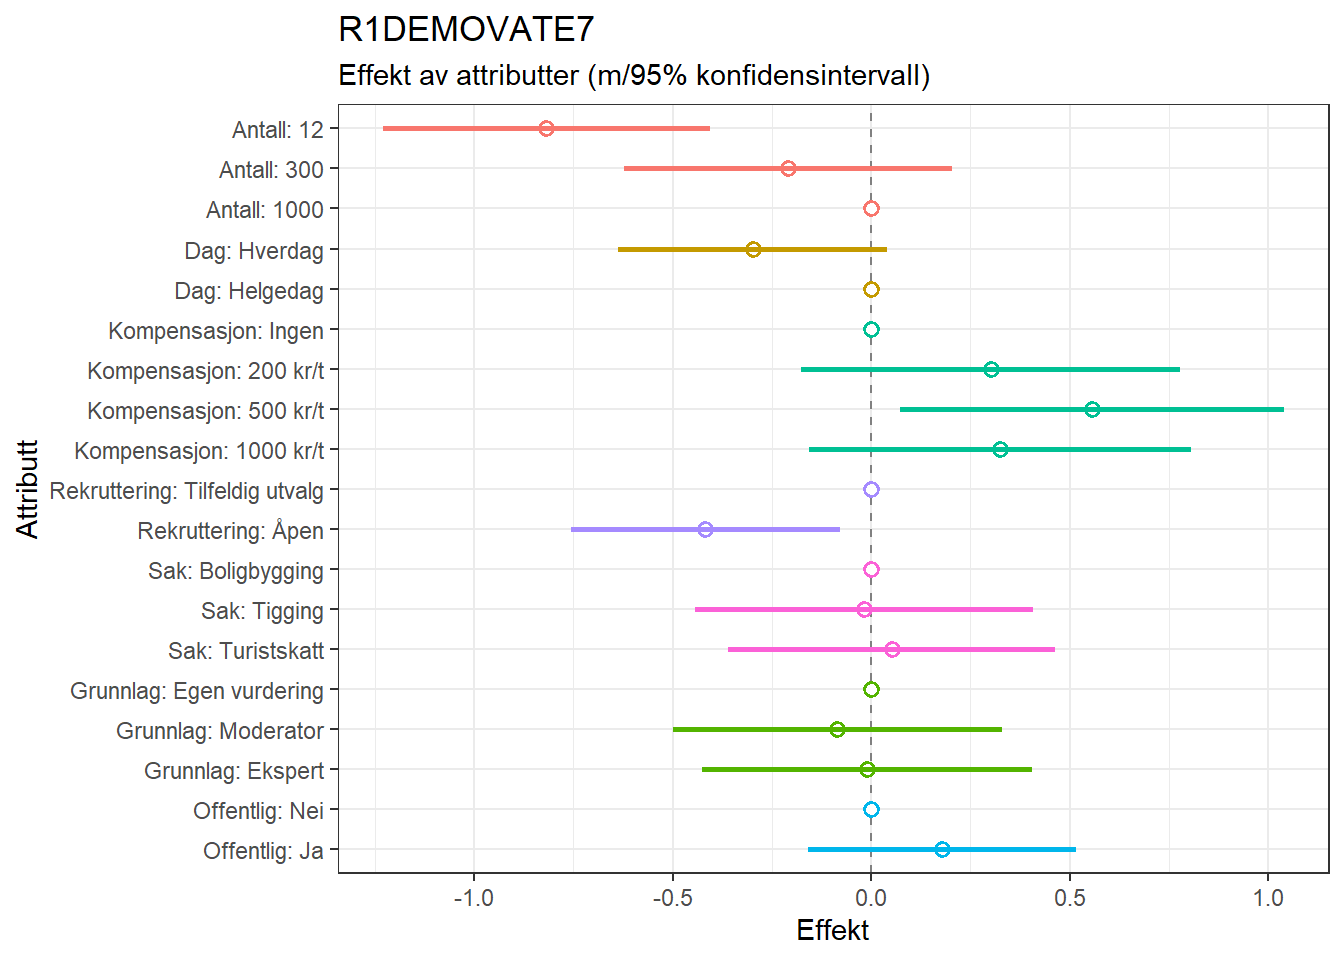 R1DEMOVATE7
Effekt av attributter (m/95% konfidensintervall)
Attributt
Antall: 12
Antall: 300
Antall: 1000
Dag: Hverdag
Dag: Helgedag
Kompensasjon: Ingen
Kompensasjon: 200 kr/t
Kompensasjon: 500 kr/t
Kompensasjon: 1000 kr/t
Rekruttering: Tilfeldig utvalg
Rekruttering: Åpen
Sak: Boligbygging
Sak: Tigging
Sak: Turistskatt
Grunnlag: Egen vurdering
Grunnlag: Moderator
Grunnlag: Ekspert
Offentlig: Nei
Offentlig: Ja
-1.0 -0.5 0.0 0.5 1.0
Effekt